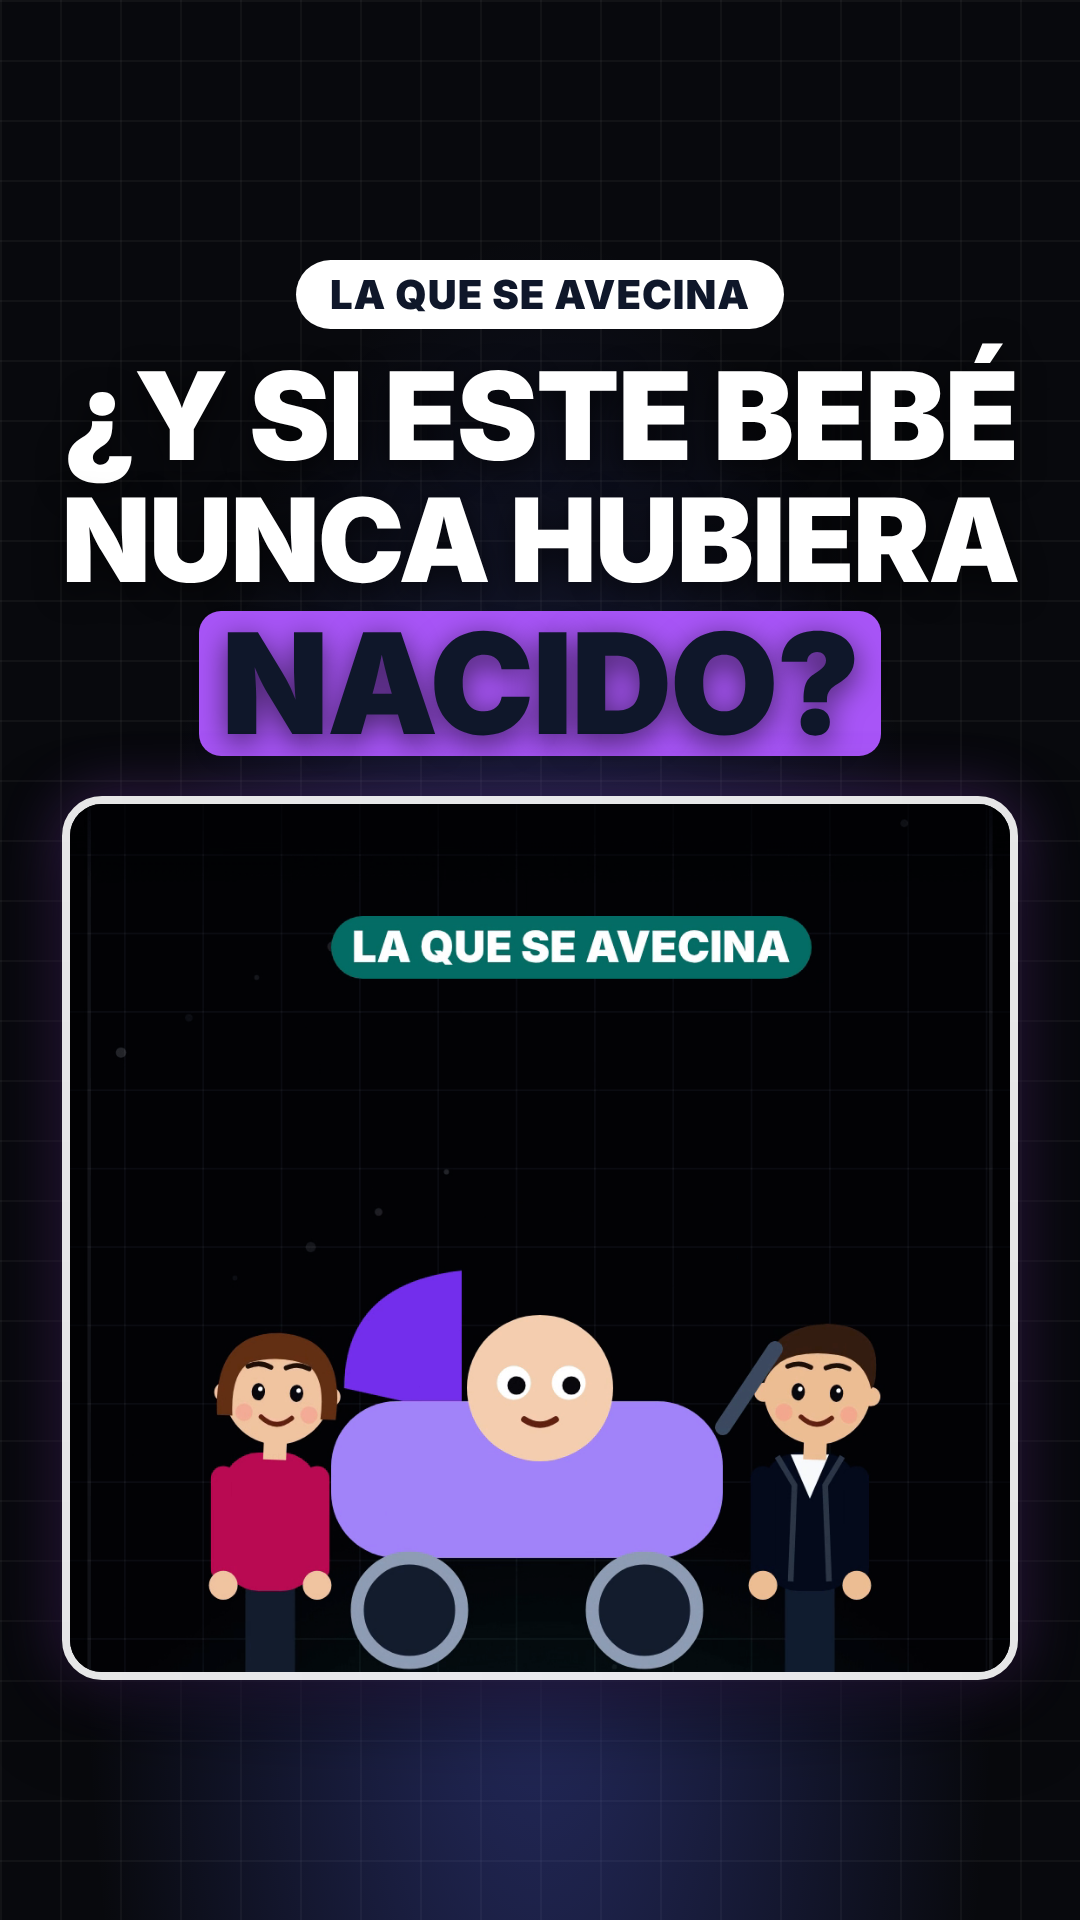 LA QUE SE AVECINA
¿Y SI ESTE BEBÉ
NUNCA HUBIERA
NACIDO?
LA QUE SE AVECINA